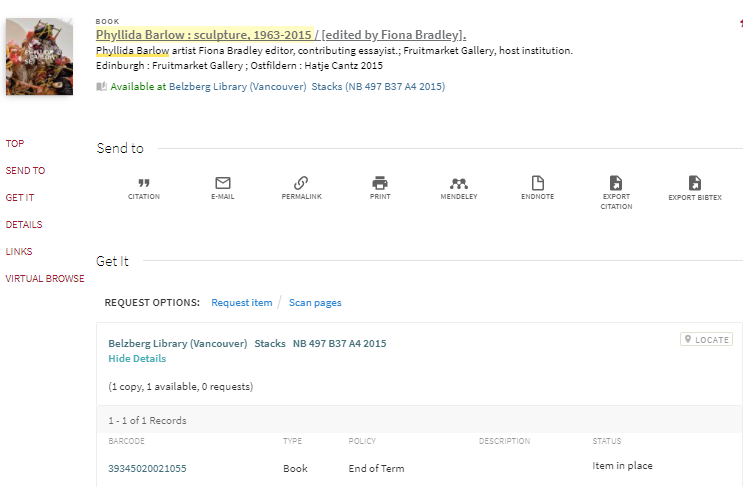 BOOK
Phyllida Barlow : sculpture, 1963-2015 / [edited by Fiona Bradley].
Phyllida Barlow artist Fiona Bradley editor, contributing essayist.; Fruitmarket Gallery, host institution.
Edinburgh : Fruitmarket Gallery ; Ostfildern : Hatje Cantz 2015
Available at Belzberg Library (Vancouver) Stacks (NB 497 B37 A4 2015)
TOP
SEND TO
GET IT
DETAILS
LINKS
VIRTUAL BROWSE
Send to
CITATION E-MAIL PERMALINK PRINT MENDELEY ENDNOTE EXPORT CITATION EXPORT BIBTEX
Get It
REQUEST OPTIONS: Request item / Scan pages
Belzberg Library (Vancouver) Stacks NB 497 B37 A4 2015 LOCATE
Hide Details
(1 copy, 1 available, 0 requests)
1 - 1 of 1 Records
BARCODE TYPE POLICY DESCRIPTION STATUS
39345020021055 Book End of Term Item in place